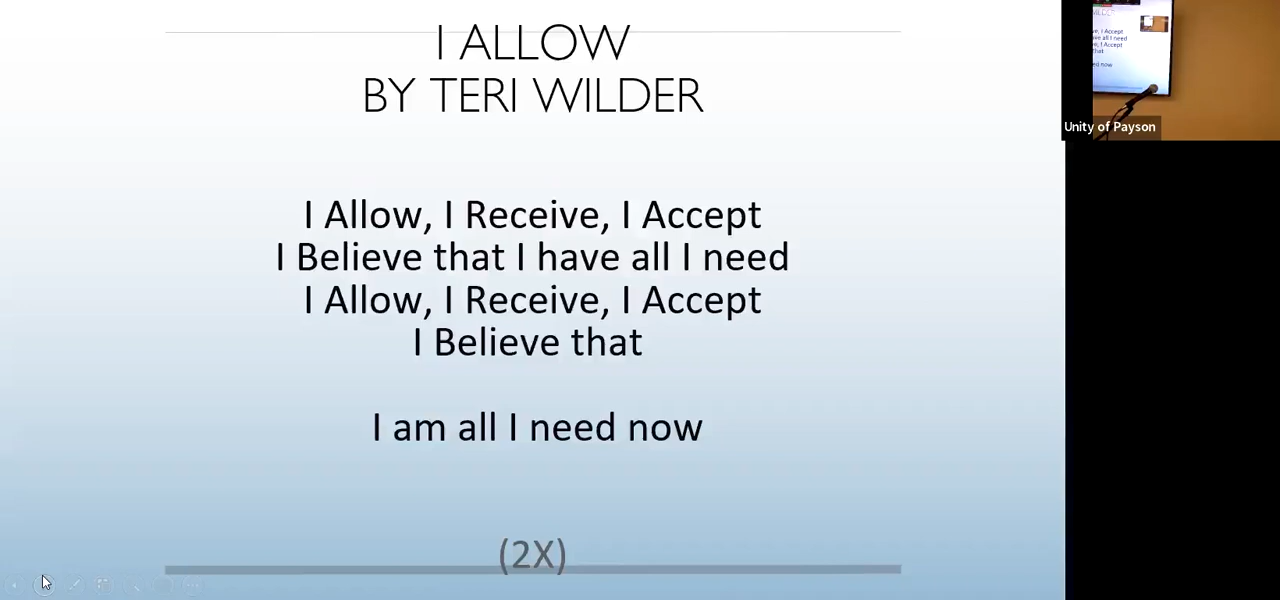 I ALLOW
BY TERI WILDER
I Allow, I Receive, I Accept
I Believe that I have all I need
I Allow, I Receive, I Accept
I Believe that
I am all I need now
(2X)
Unity of Payson